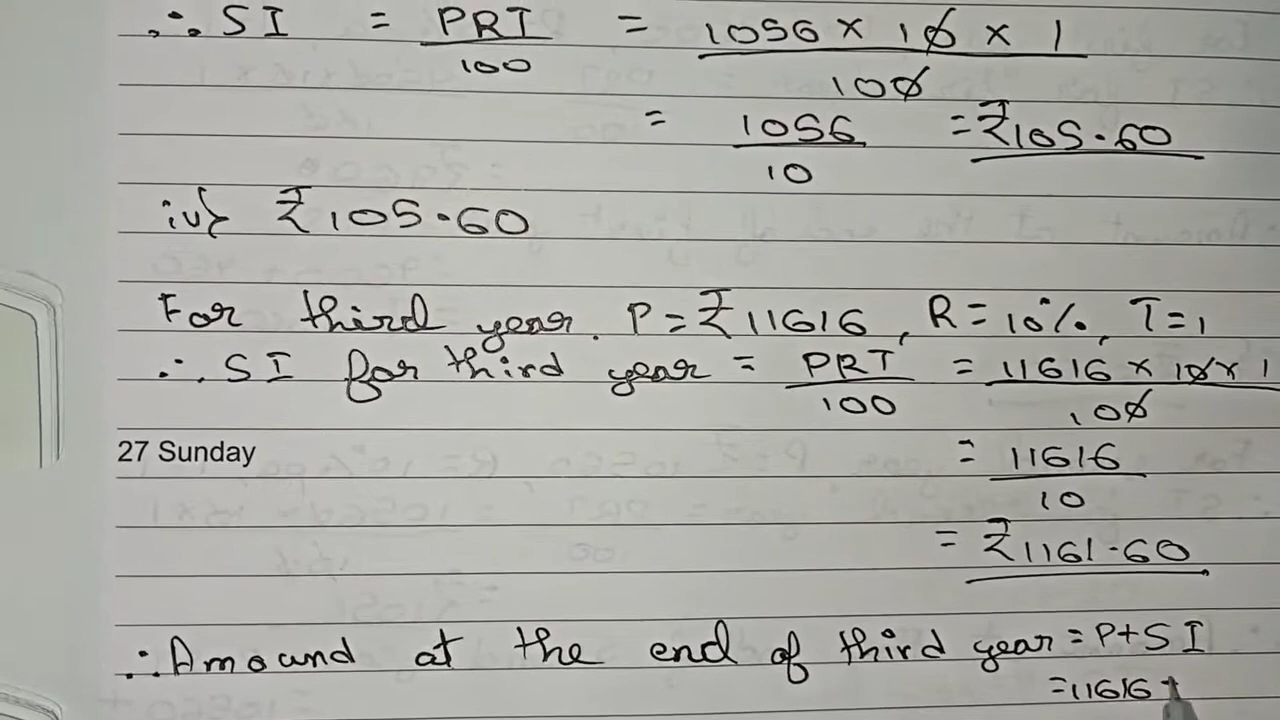 ∴ SI = PRT/100 = 1056 × 10 × 1/100
= 1056/10 = ₹105.60
iv) ₹105.60
For third year. P = ₹11616, R = 10%, T = 1
∴ SI for third year = PRT/100 = 11616 × 10 × 1/100
27 Sunday
= 11616/10
= ₹1161.60
∴ Amound at the end of third year = P + SI
= 11616 +